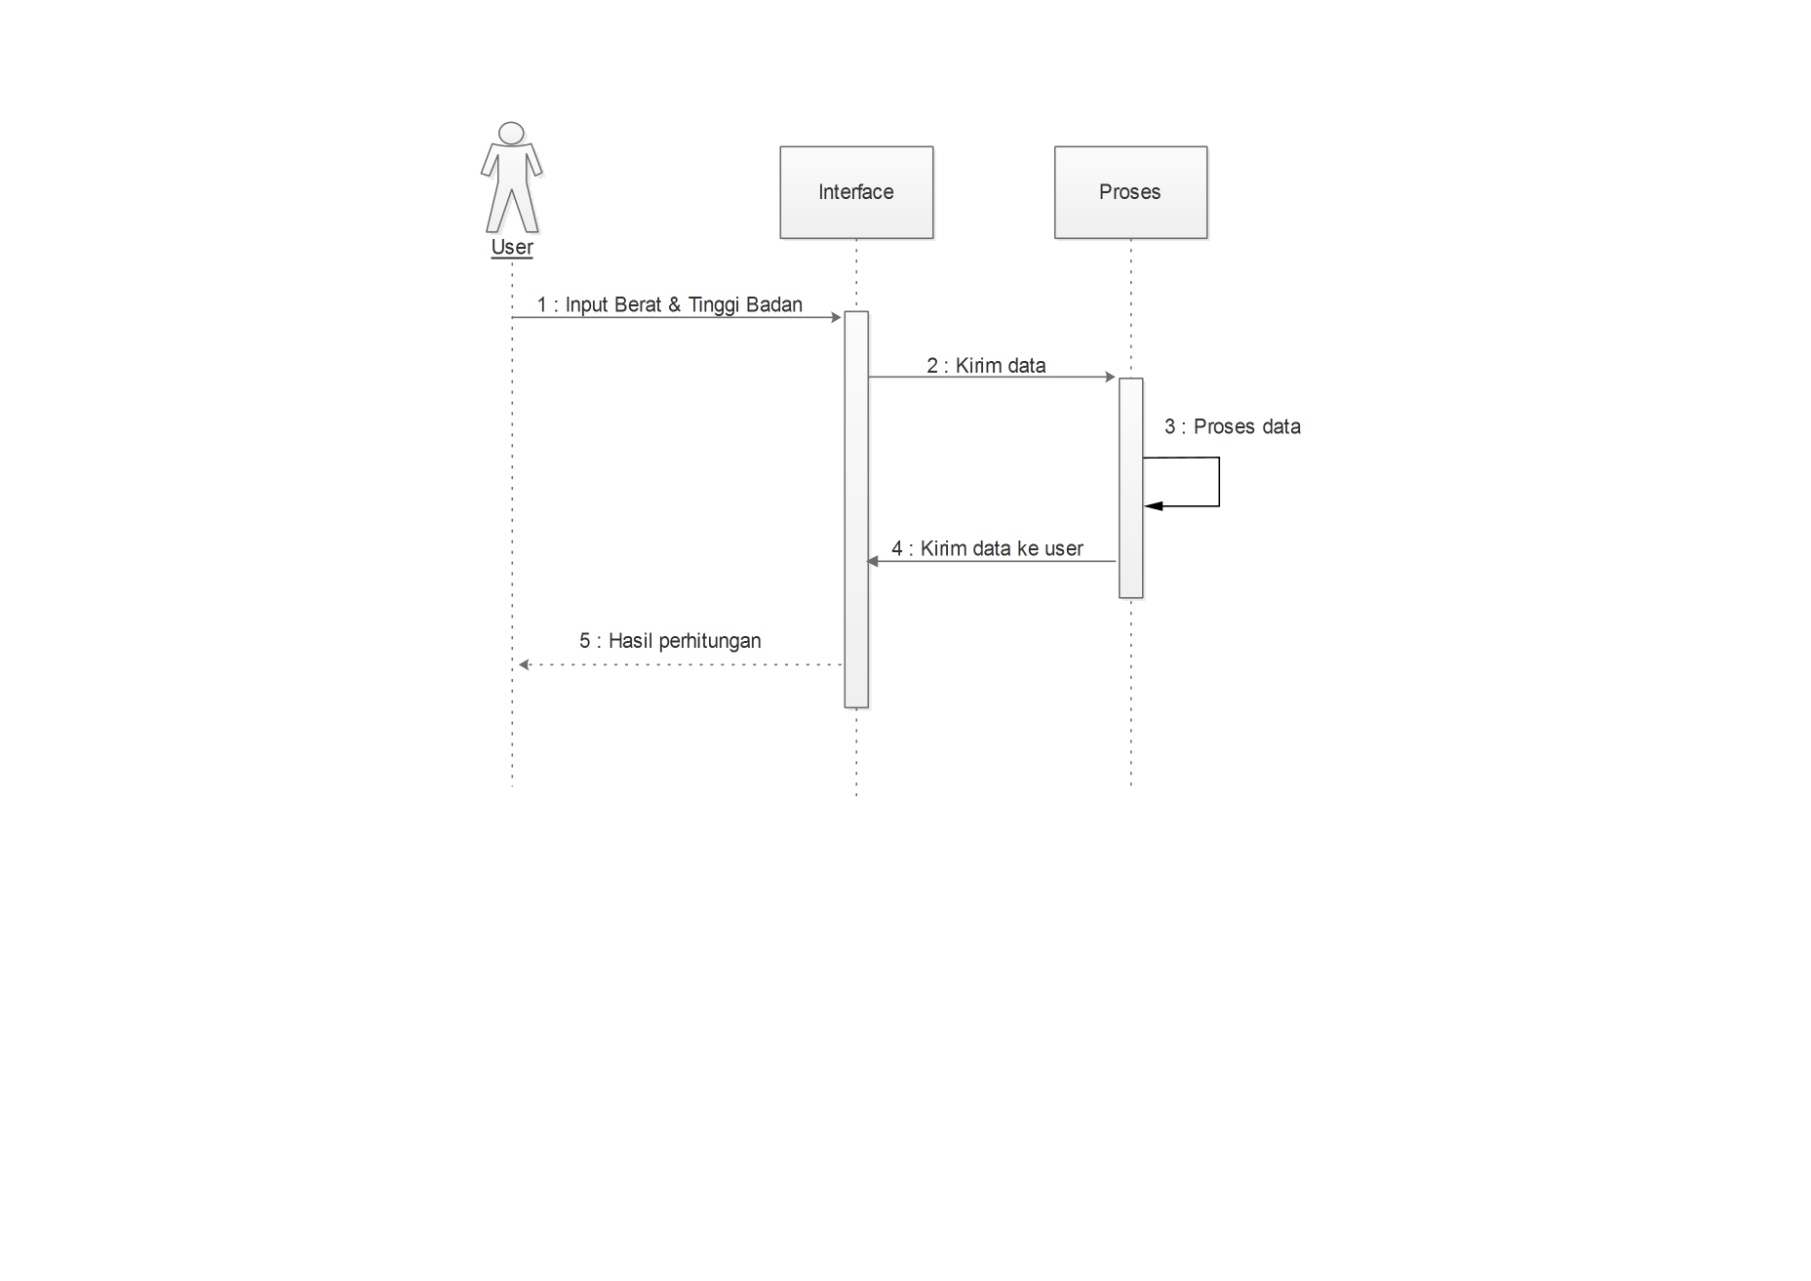 Interface
Proses
User
1 : Input Berat & Tinggi Badan
2 : Kirim data
3 : Proses data
4 : Kirim data ke user
5 : Hasil perhitungan